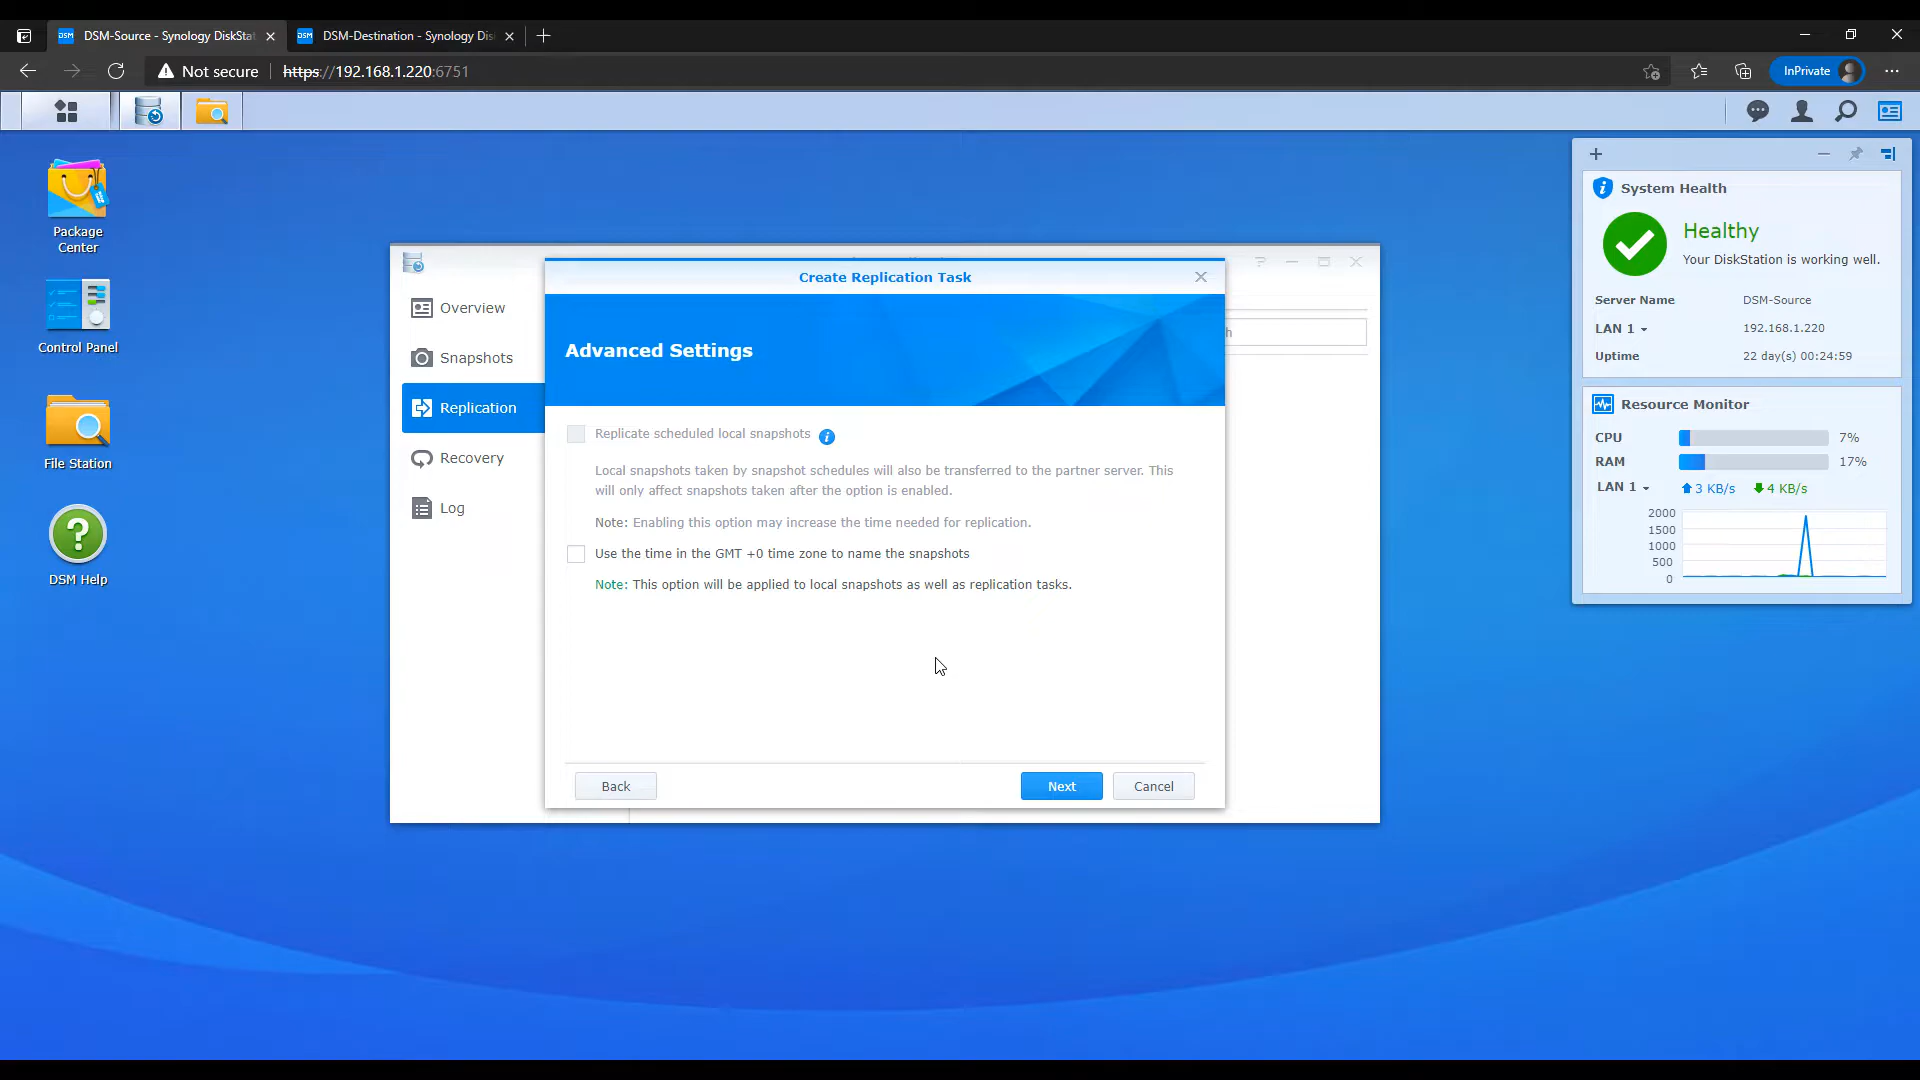 DSM-Source - Synology DiskSta
DSM-Destination - Synology Di
Not secure
https://192.168.1.220:6751
InPrivate
Package
Center
Control Panel
File Station
DSM Help
Overview
Snapshots
Replication
Recovery
Log
Create Replication Task
Advanced Settings
Replicate scheduled local snapshots
Local snapshots taken by snapshot schedules will also be transferred to the partner server. This
will only affect snapshots taken after the option is enabled.
Note: Enabling this option may increase the time needed for replication.
Use the time in the GMT +0 time zone to name the snapshots
Note: This option will be applied to local snapshots as well as replication tasks.
Back
Next
Cancel
System Health
Healthy
Your DiskStation is working well.
Server Name DSM-Source
LAN 1 192.168.1.220
Uptime 22 day(s) 00:24:59
Resource Monitor
CPU 7%
RAM 17%
LAN 1 3 KB/s 4 KB/s
2000
1500
1000
500
0